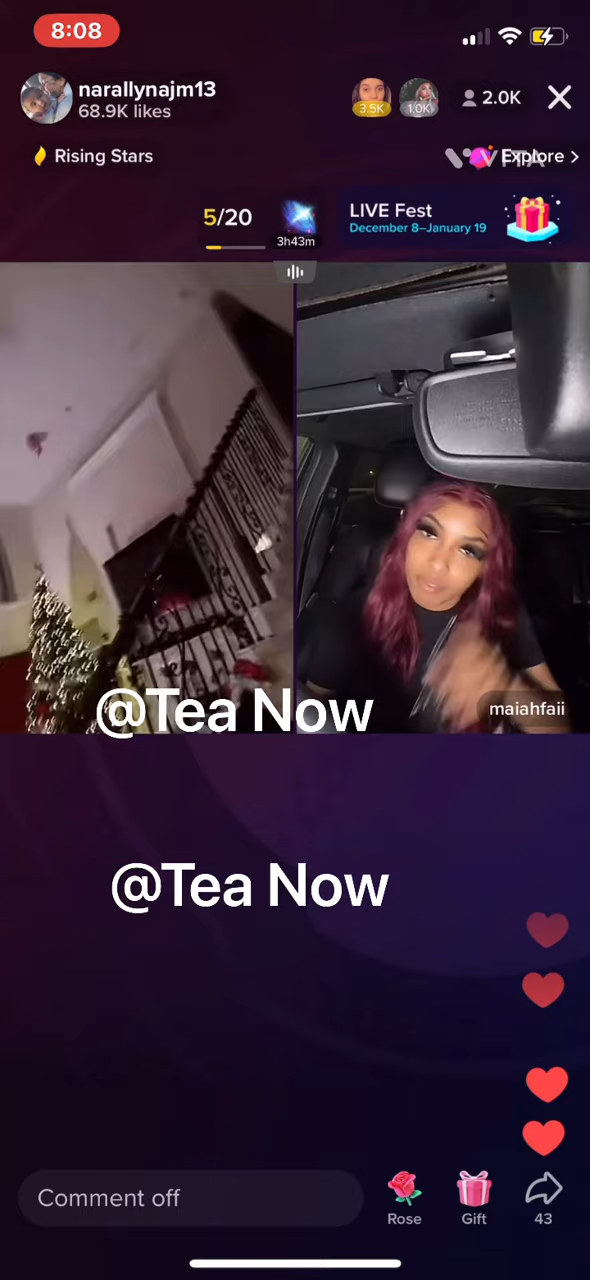 8:08
narallynajm13
68.9K likes
3.5K
1.0K
2.0K
Rising Stars
VITA
Explore >
5/20
3h43m
LIVE Fest
December 8–January 19
maiahfaii
@Tea Now
@Tea Now
Comment off
Rose
Gift
43